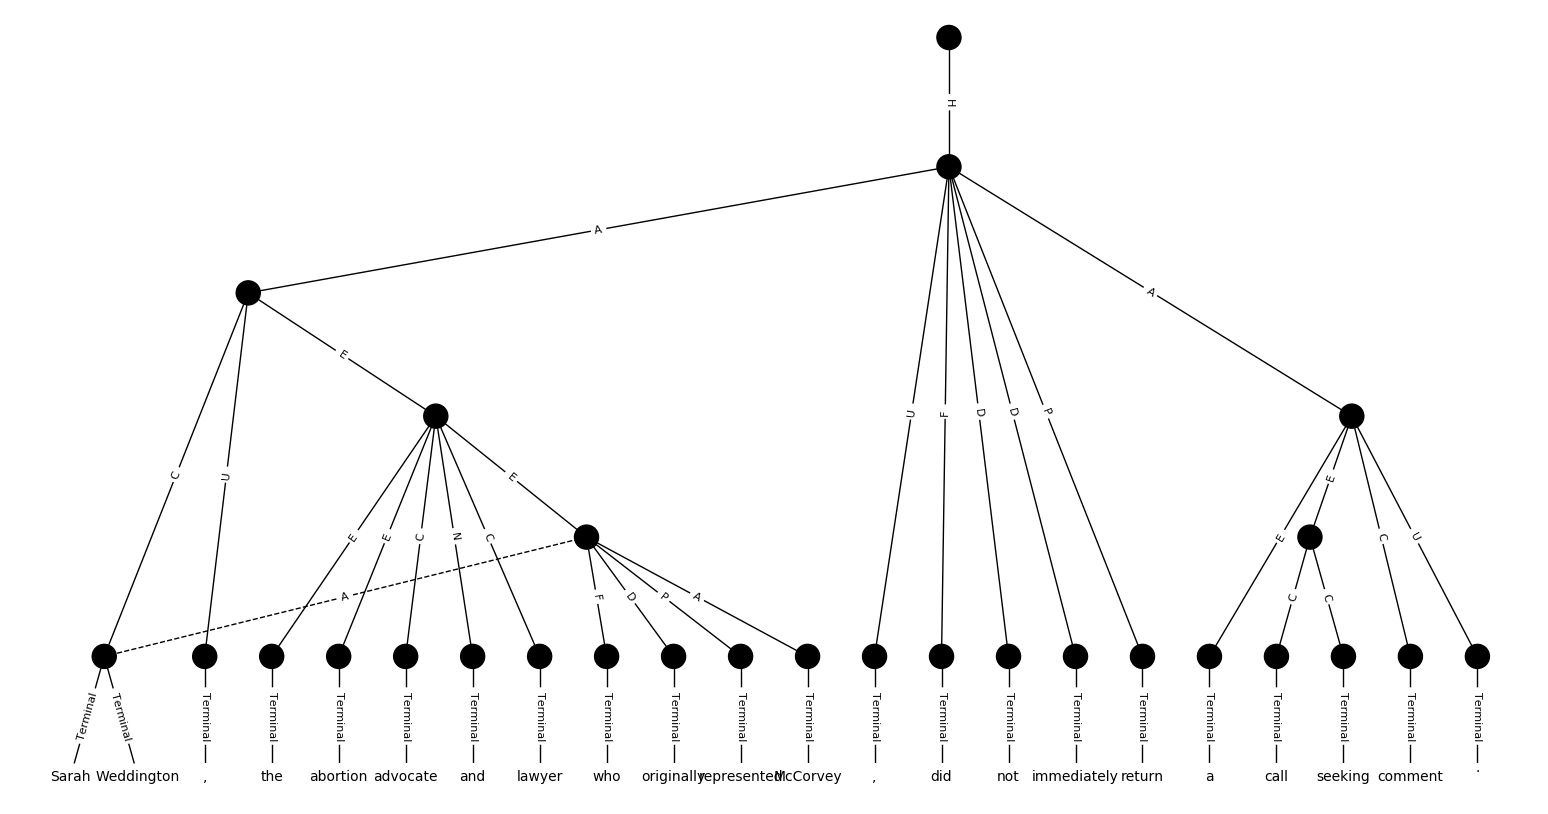 H
A
A
E
U
F
D
D
P
C
U
E
E
E
E
C
N
C
E
C
U
A
F
D
P
A
C
C
Terminal Terminal Terminal Terminal Terminal Terminal Terminal Terminal Terminal Terminal Terminal Terminal Terminal Terminal Terminal Terminal Terminal Terminal Terminal Terminal Terminal Terminal
Sarah Weddington , the abortion advocate and lawyer who originally represented McCorvey , did not immediately return a call seeking comment .